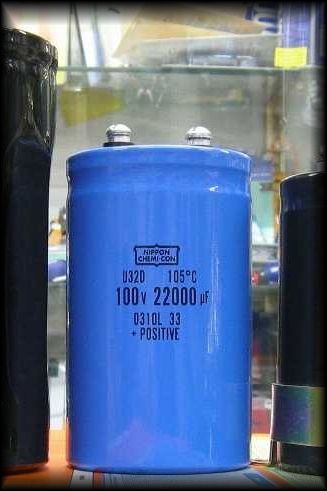 NIPPON
CHEMI-CON
U32D 105°C
100V 22000µF
0310L 33
+ POSITIVE